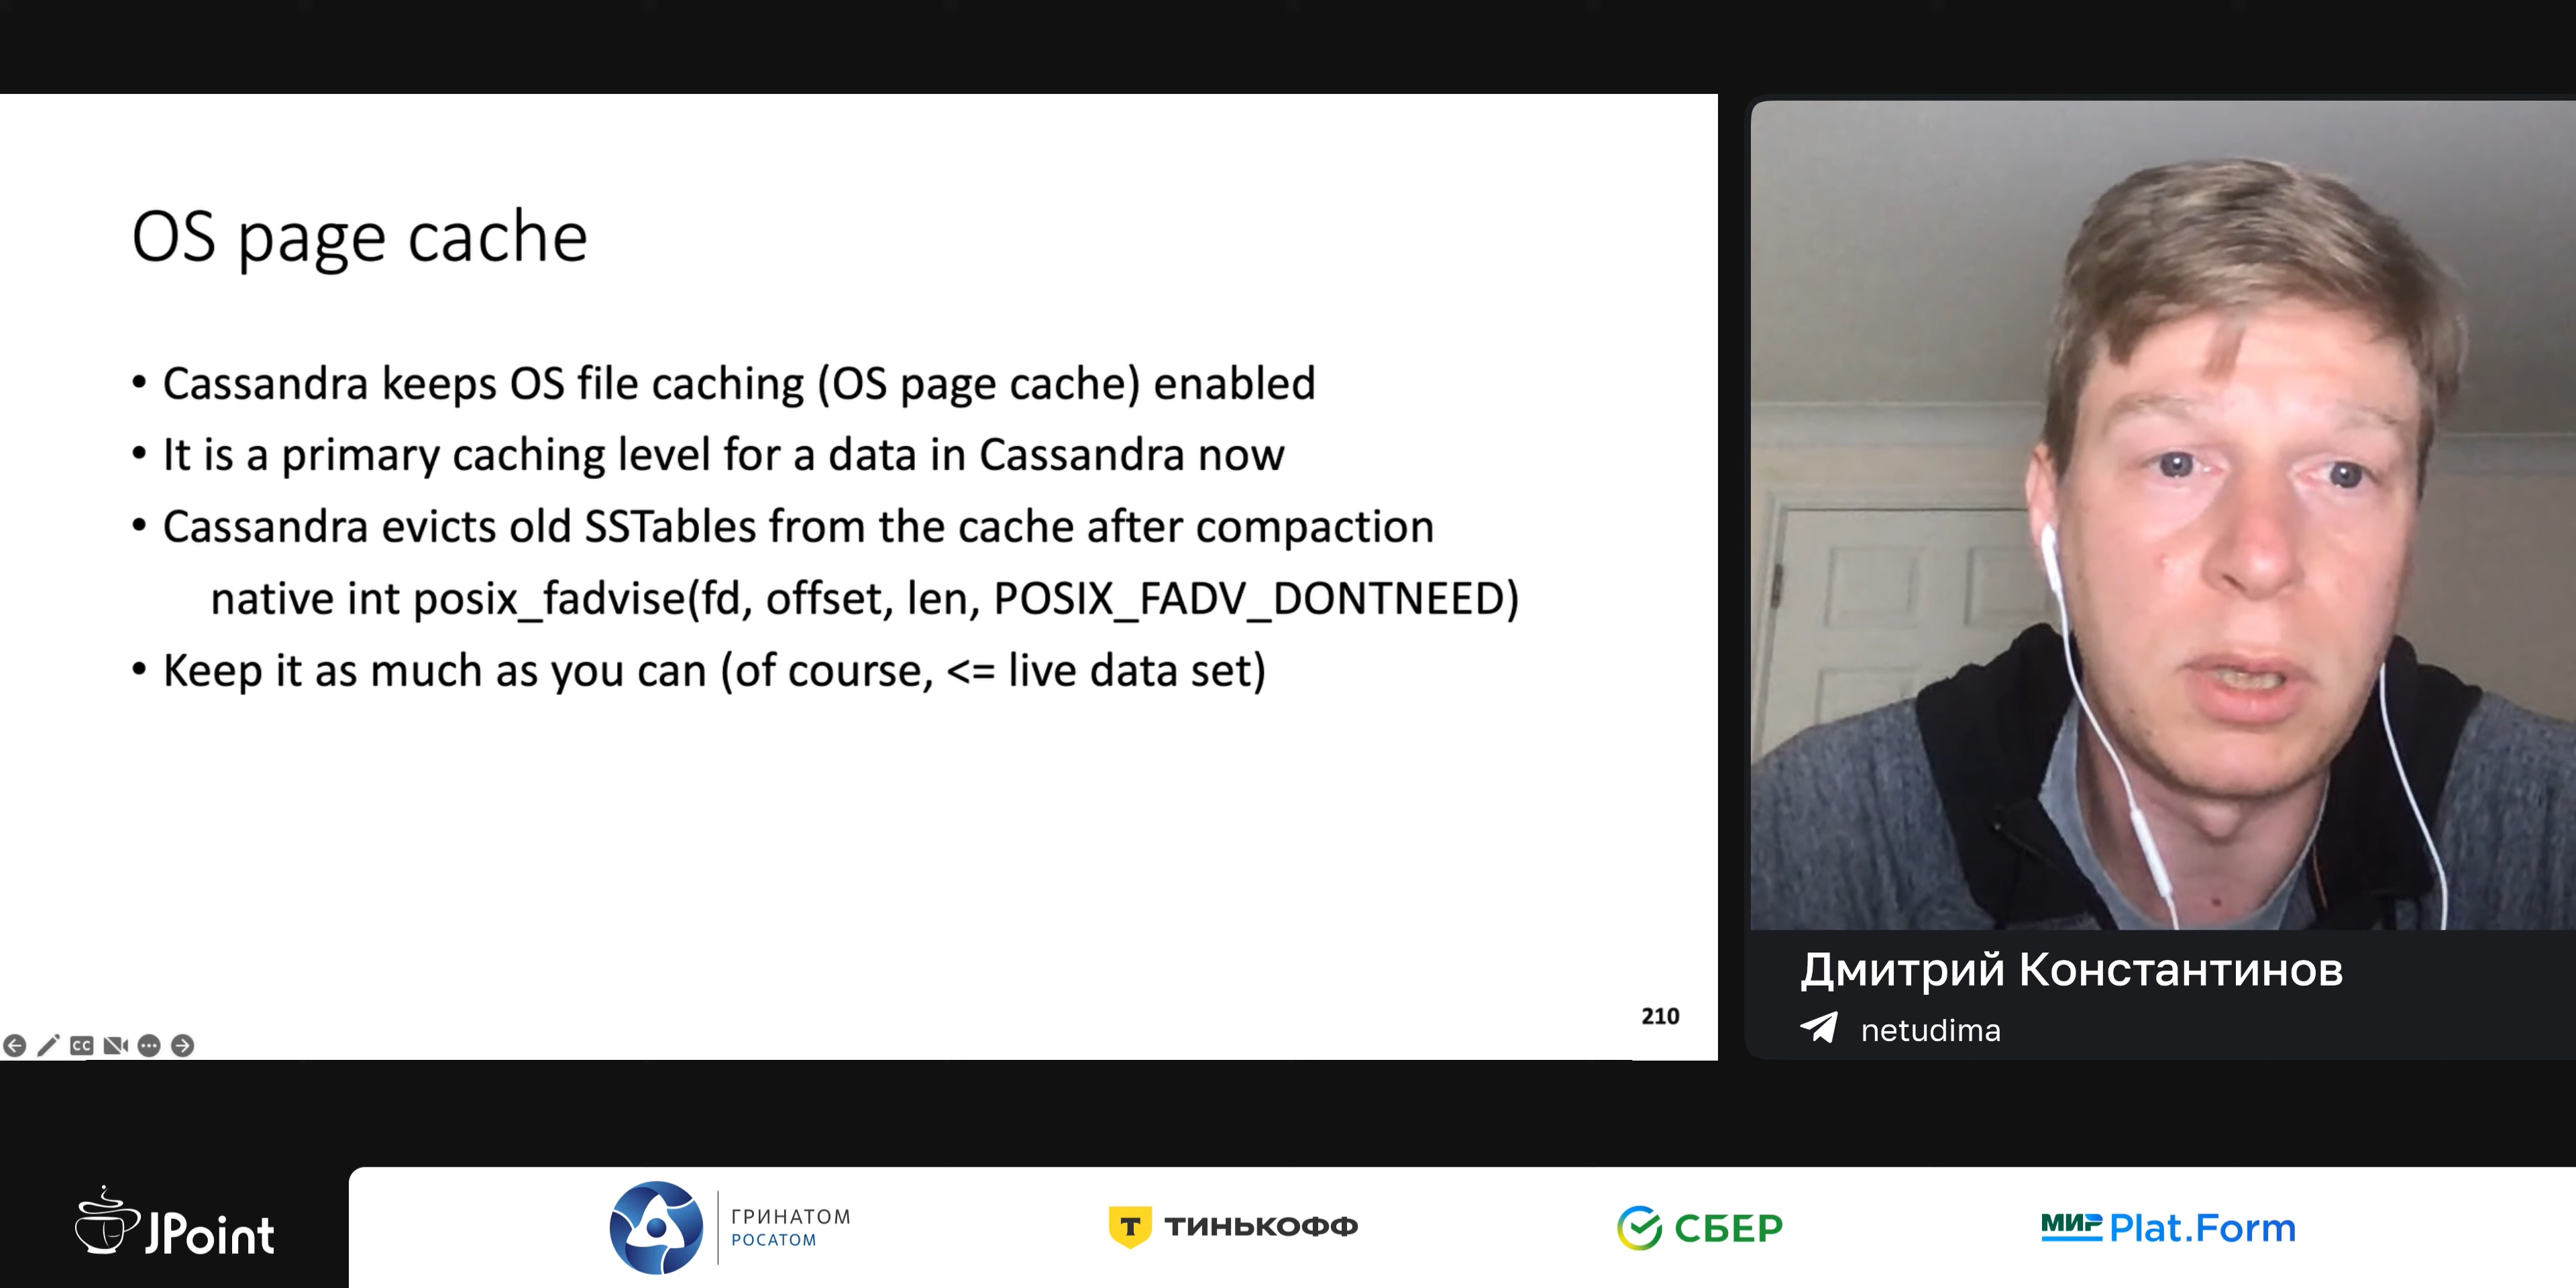 OS page cache
• Cassandra keeps OS file caching (OS page cache) enabled
• It is a primary caching level for a data in Cassandra now
• Cassandra evicts old SSTables from the cache after compaction
native int posix_fadvise(fd, offset, len, POSIX_FADV_DONTNEED)
• Keep it as much as you can (of course, <= live data set)
210
CC
Дмитрий Константинов
netudima
JPoint
ГРИНАТОМ
РОСАТОМ
Т ТИНЬКОФФ
СБЕР
МИР Plat.Form